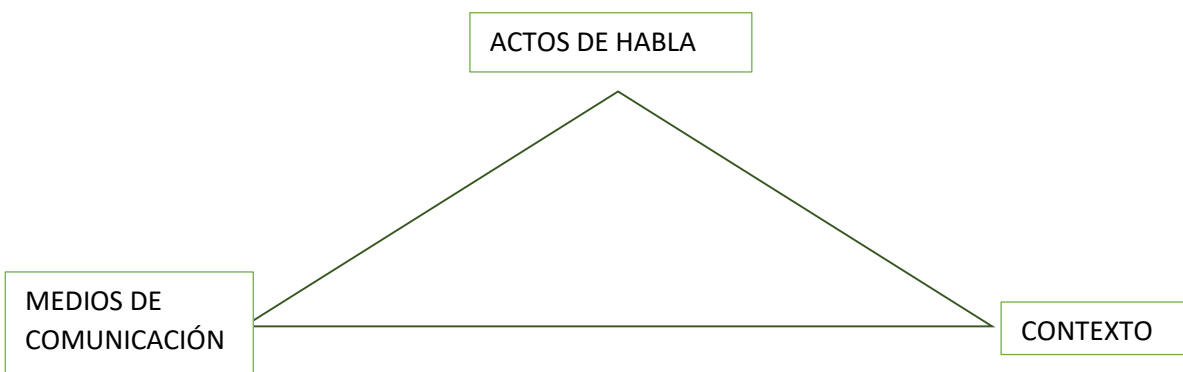 ACTOS DE HABLA
MEDIOS DE
COMUNICACIÓN
CONTEXTO